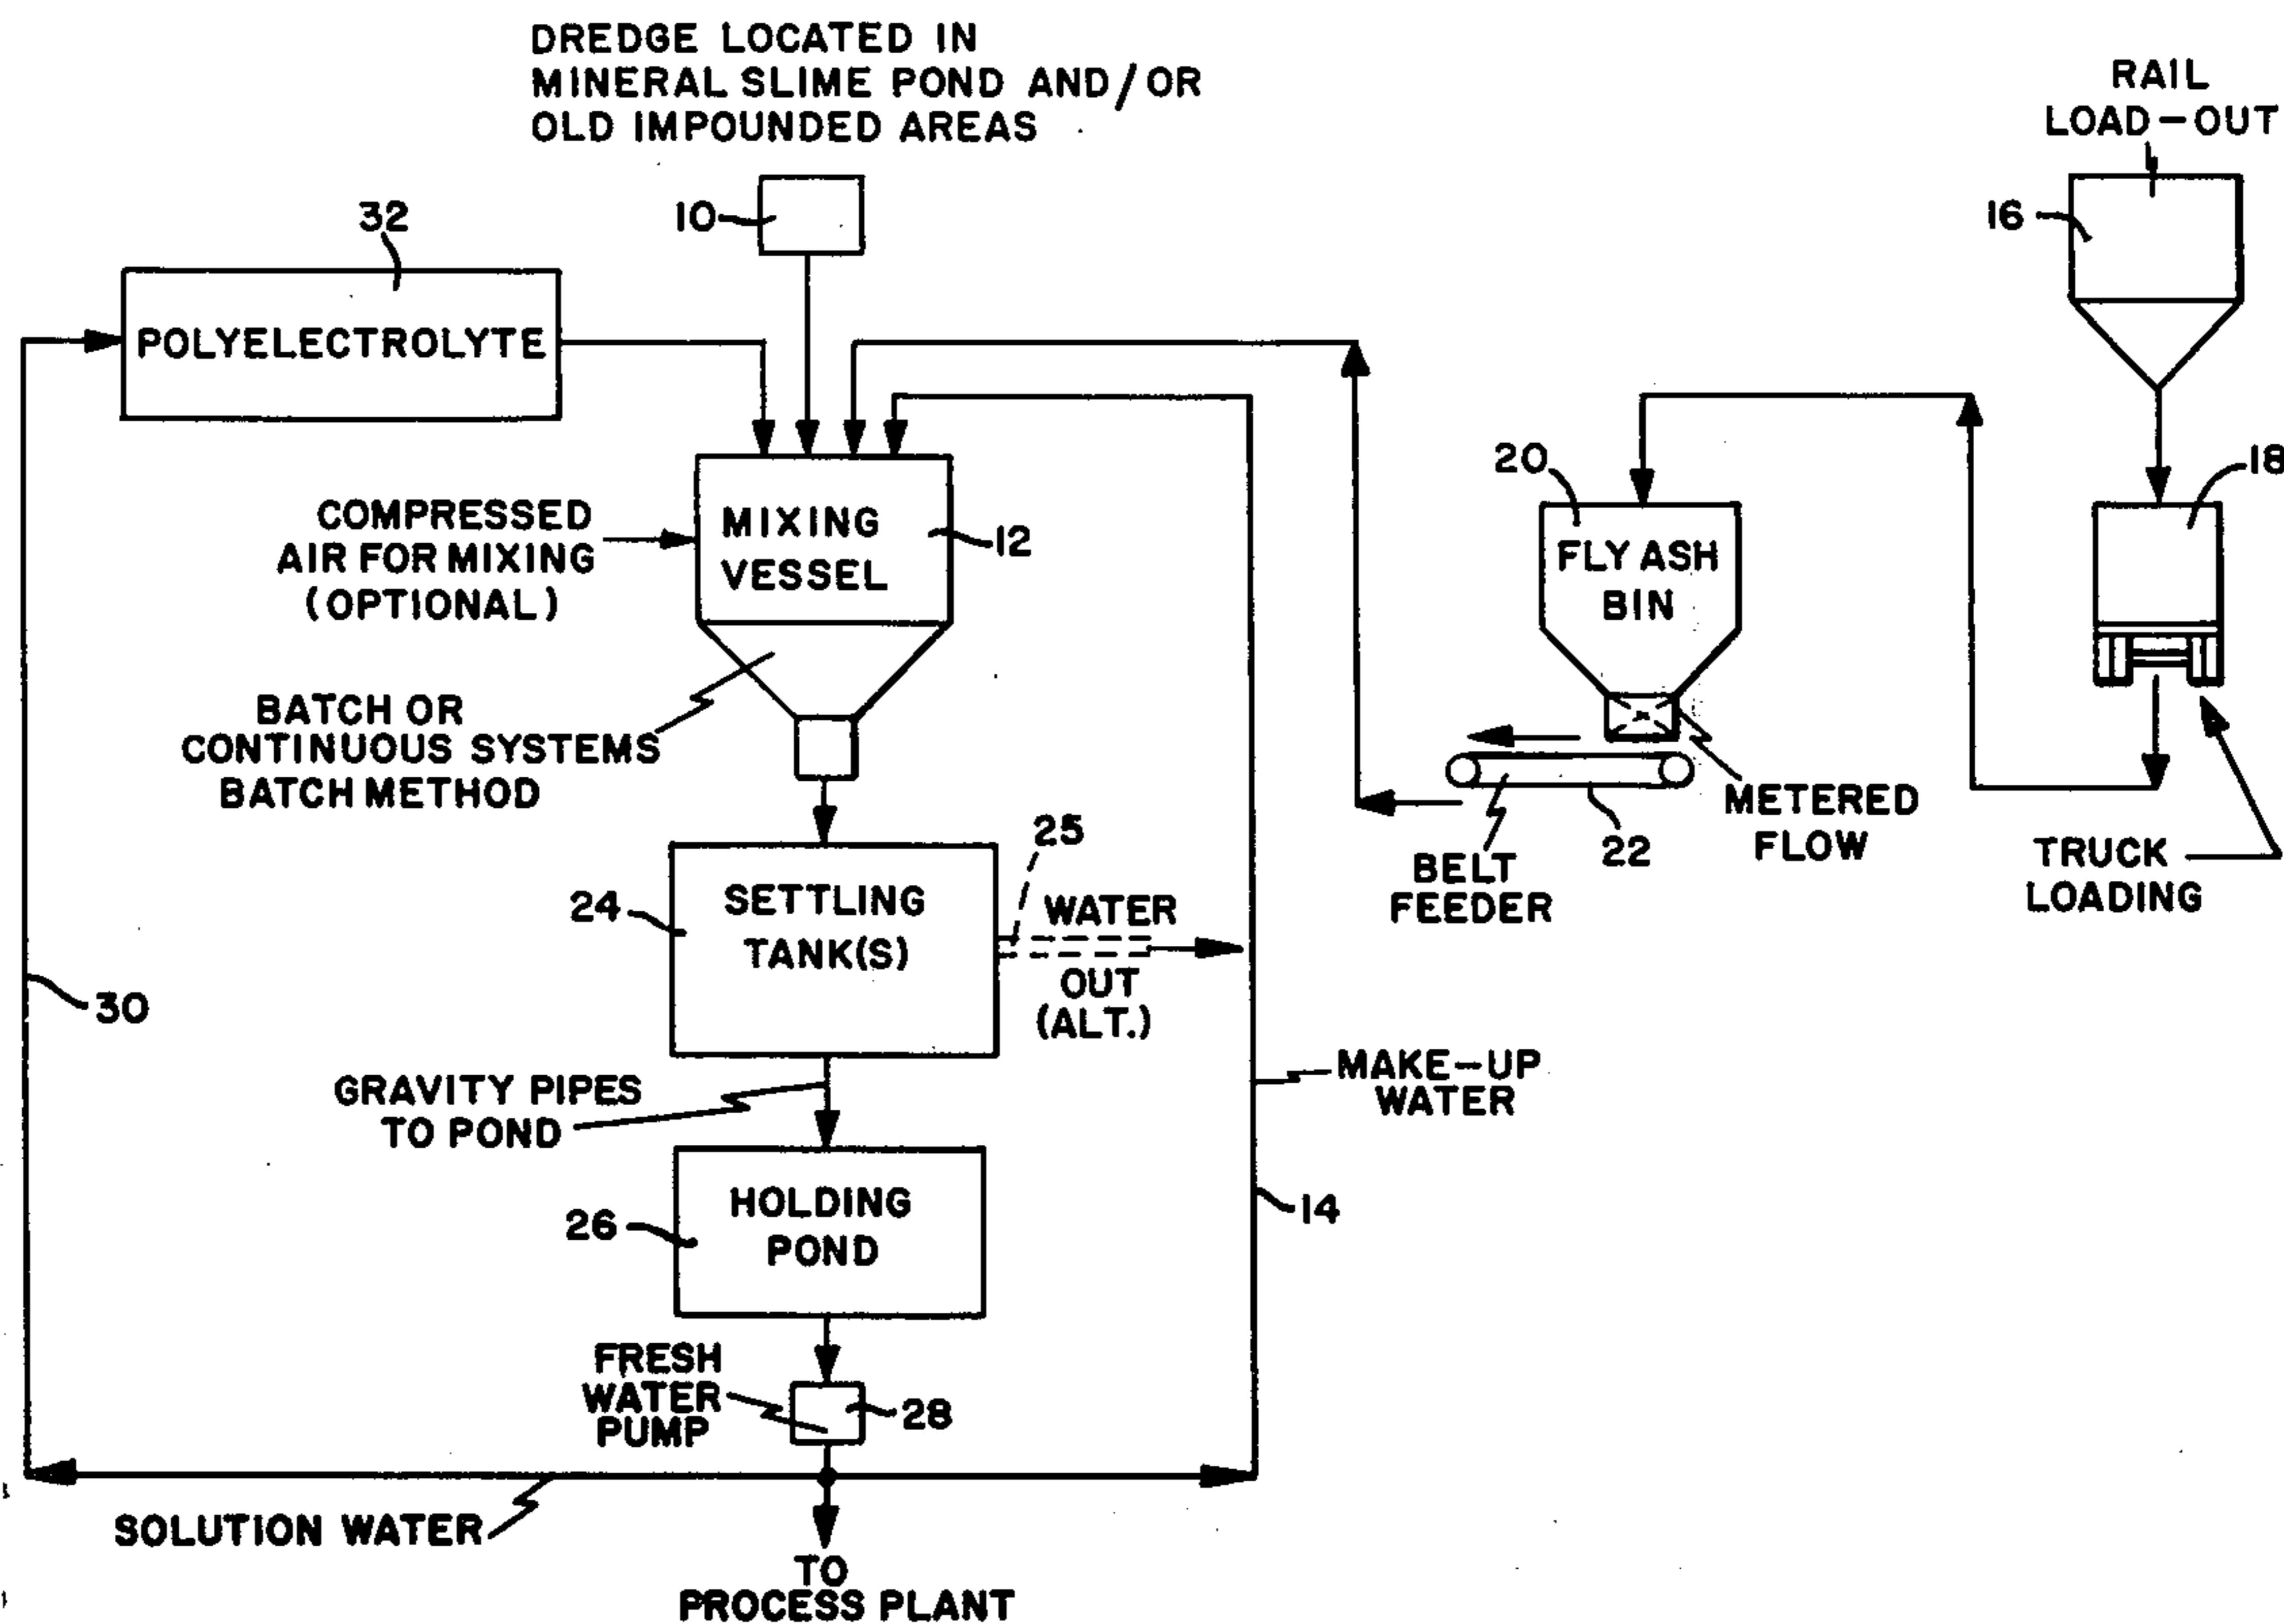 DREDGE LOCATED IN
MINERAL SLIME POND AND/OR
OLD IMPOUNDED AREAS
RAIL
LOAD-OUT
32
10
16
POLYELECTROLYTE
20
18
COMPRESSED
AIR FOR MIXING
(OPTIONAL)
MIXING
VESSEL
12
FLY ASH
BIN
BATCH OR
CONTINUOUS SYSTEMS
BATCH METHOD
METERED
FLOW
22
BELT
FEEDER
TRUCK
LOADING
25
24
SETTLING
TANK(S)
WATER
OUT
(ALT.)
30
GRAVITY PIPES
TO POND
MAKE-UP
WATER
26
HOLDING
POND
14
FRESH
WATER
PUMP
28
SOLUTION WATER
TO
PROCESS PLANT